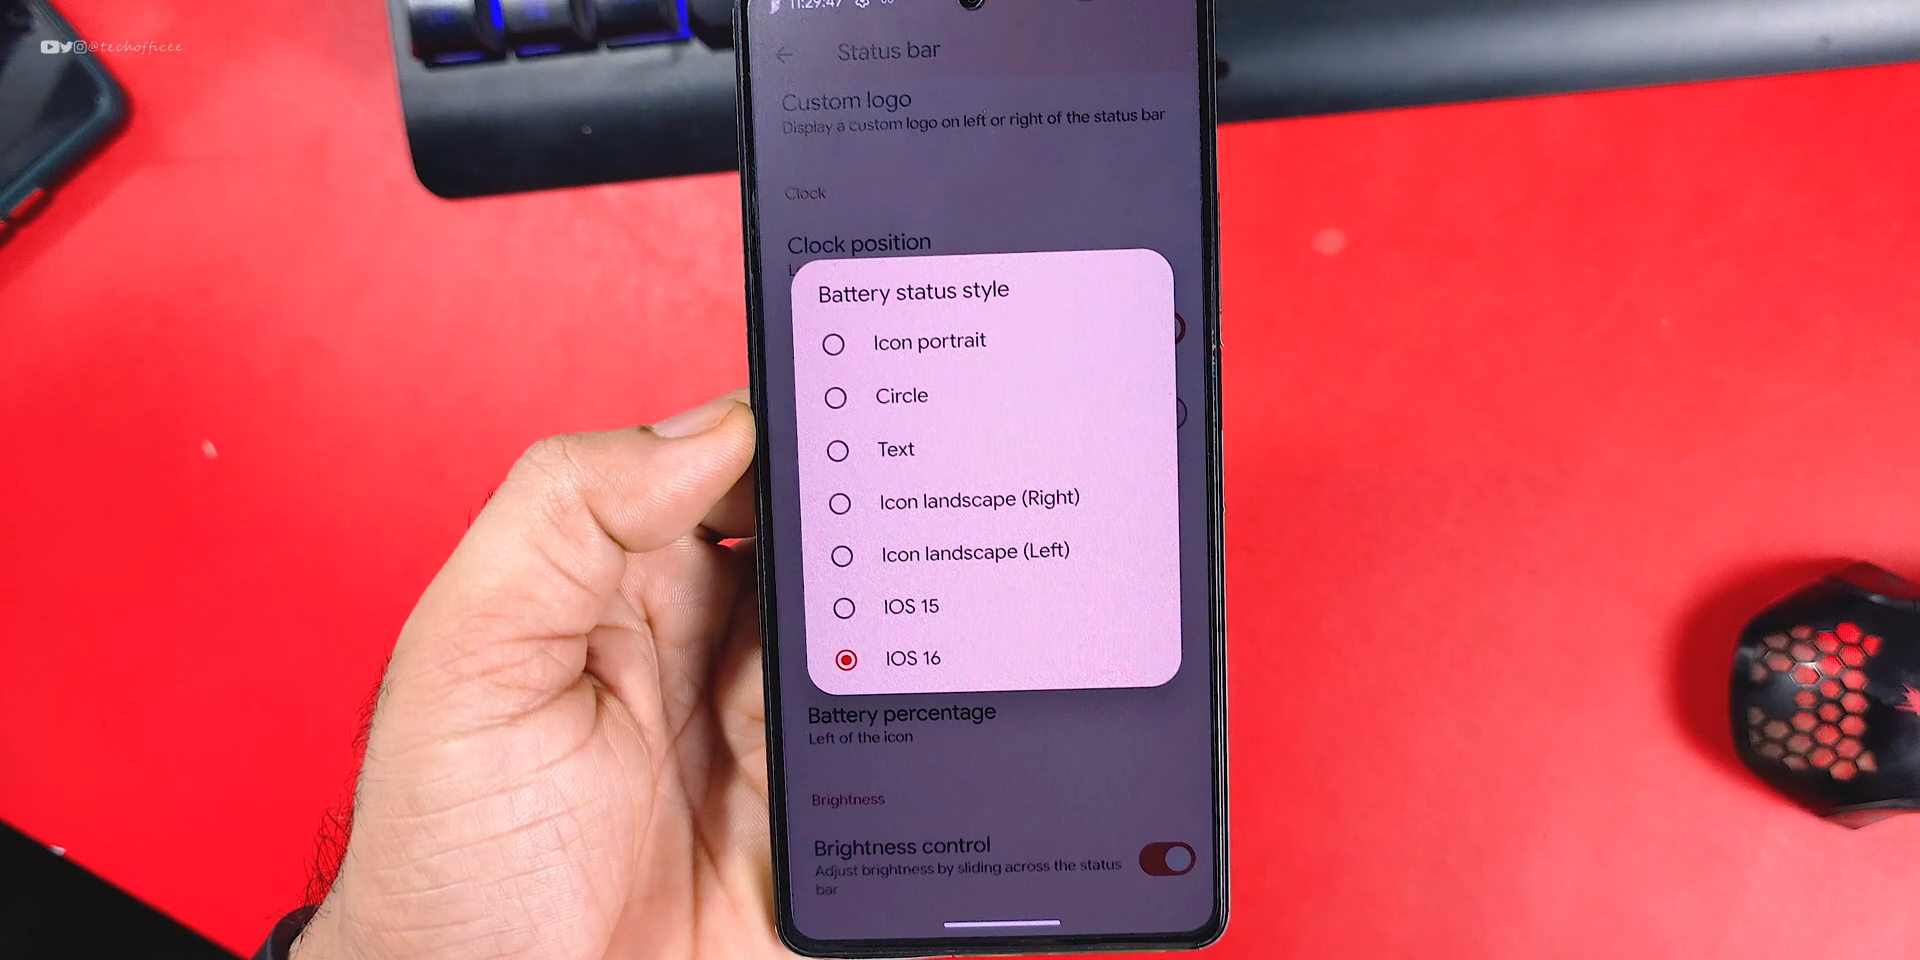 @techofficee
11:29:47
Status bar
Custom logo
Display a custom logo on left or right of the status bar
Clock
Clock position
Battery status style
Icon portrait
Circle
Text
Icon landscape (Right)
Icon landscape (Left)
IOS 15
IOS 16
Battery percentage
Left of the icon
Brightness
Brightness control
Adjust brightness by sliding across the status
bar